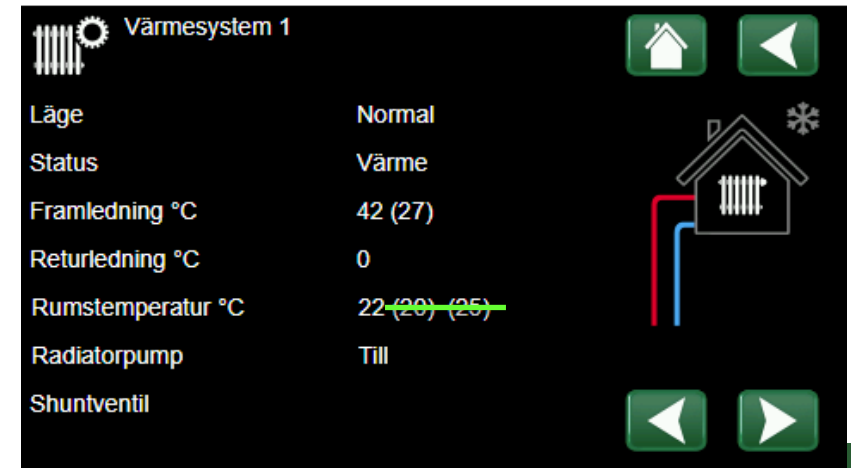 Värmesystem 1
Läge Normal
Status Värme
Framledning °C 42 (27)
Returledning °C 0
Rumstemperatur °C 22 (20) (25)
Radiatorpump Till
Shuntventil